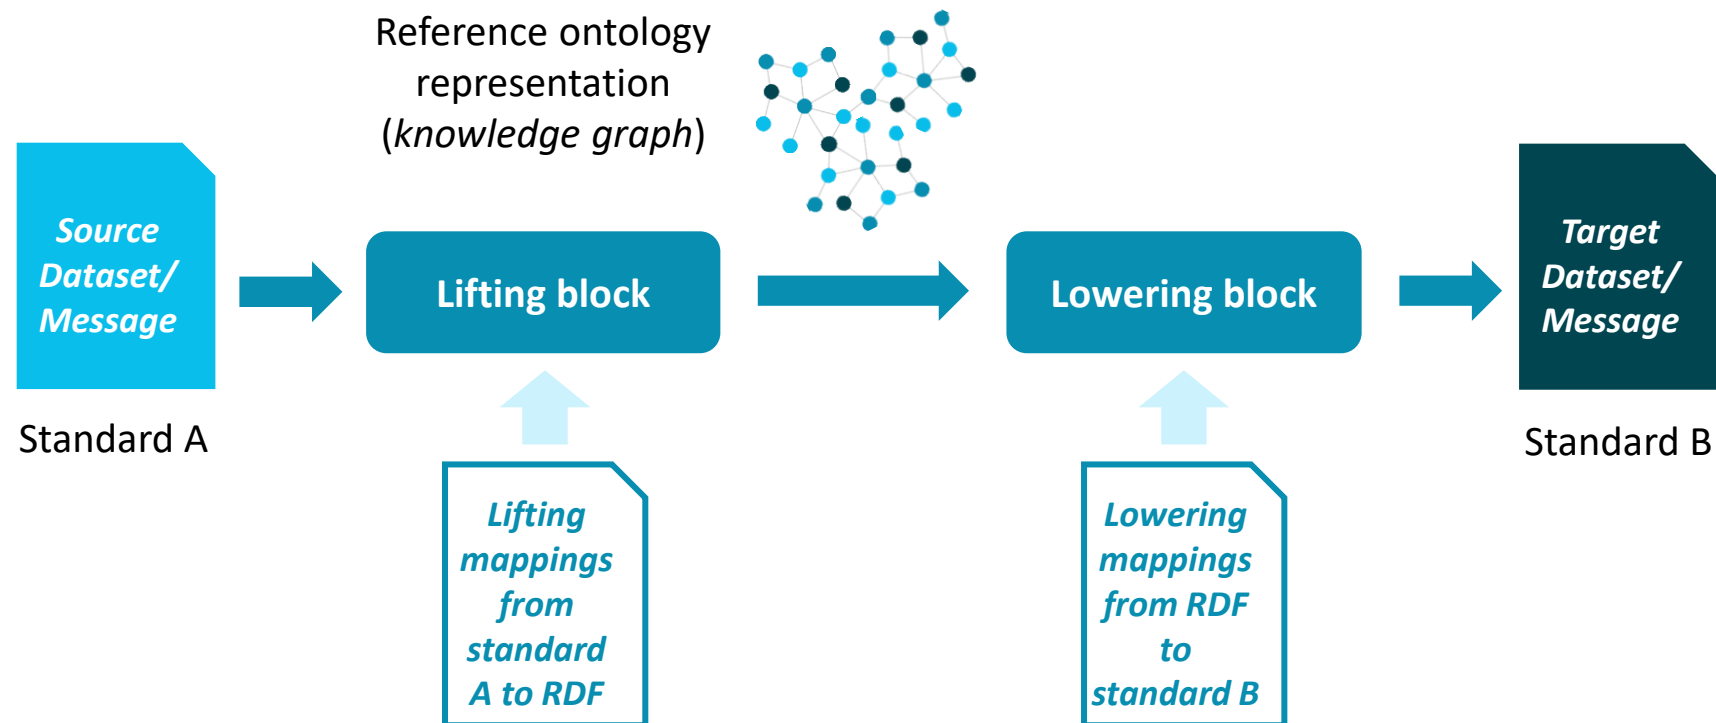 Reference ontology
representation
(knowledge graph)
Source
Dataset/
Message
Standard A
Lifting block
Lowering block
Target
Dataset/
Message
Standard B
Lifting
mappings
from
standard
A to RDF
Lowering
mappings
from RDF
to
standard B